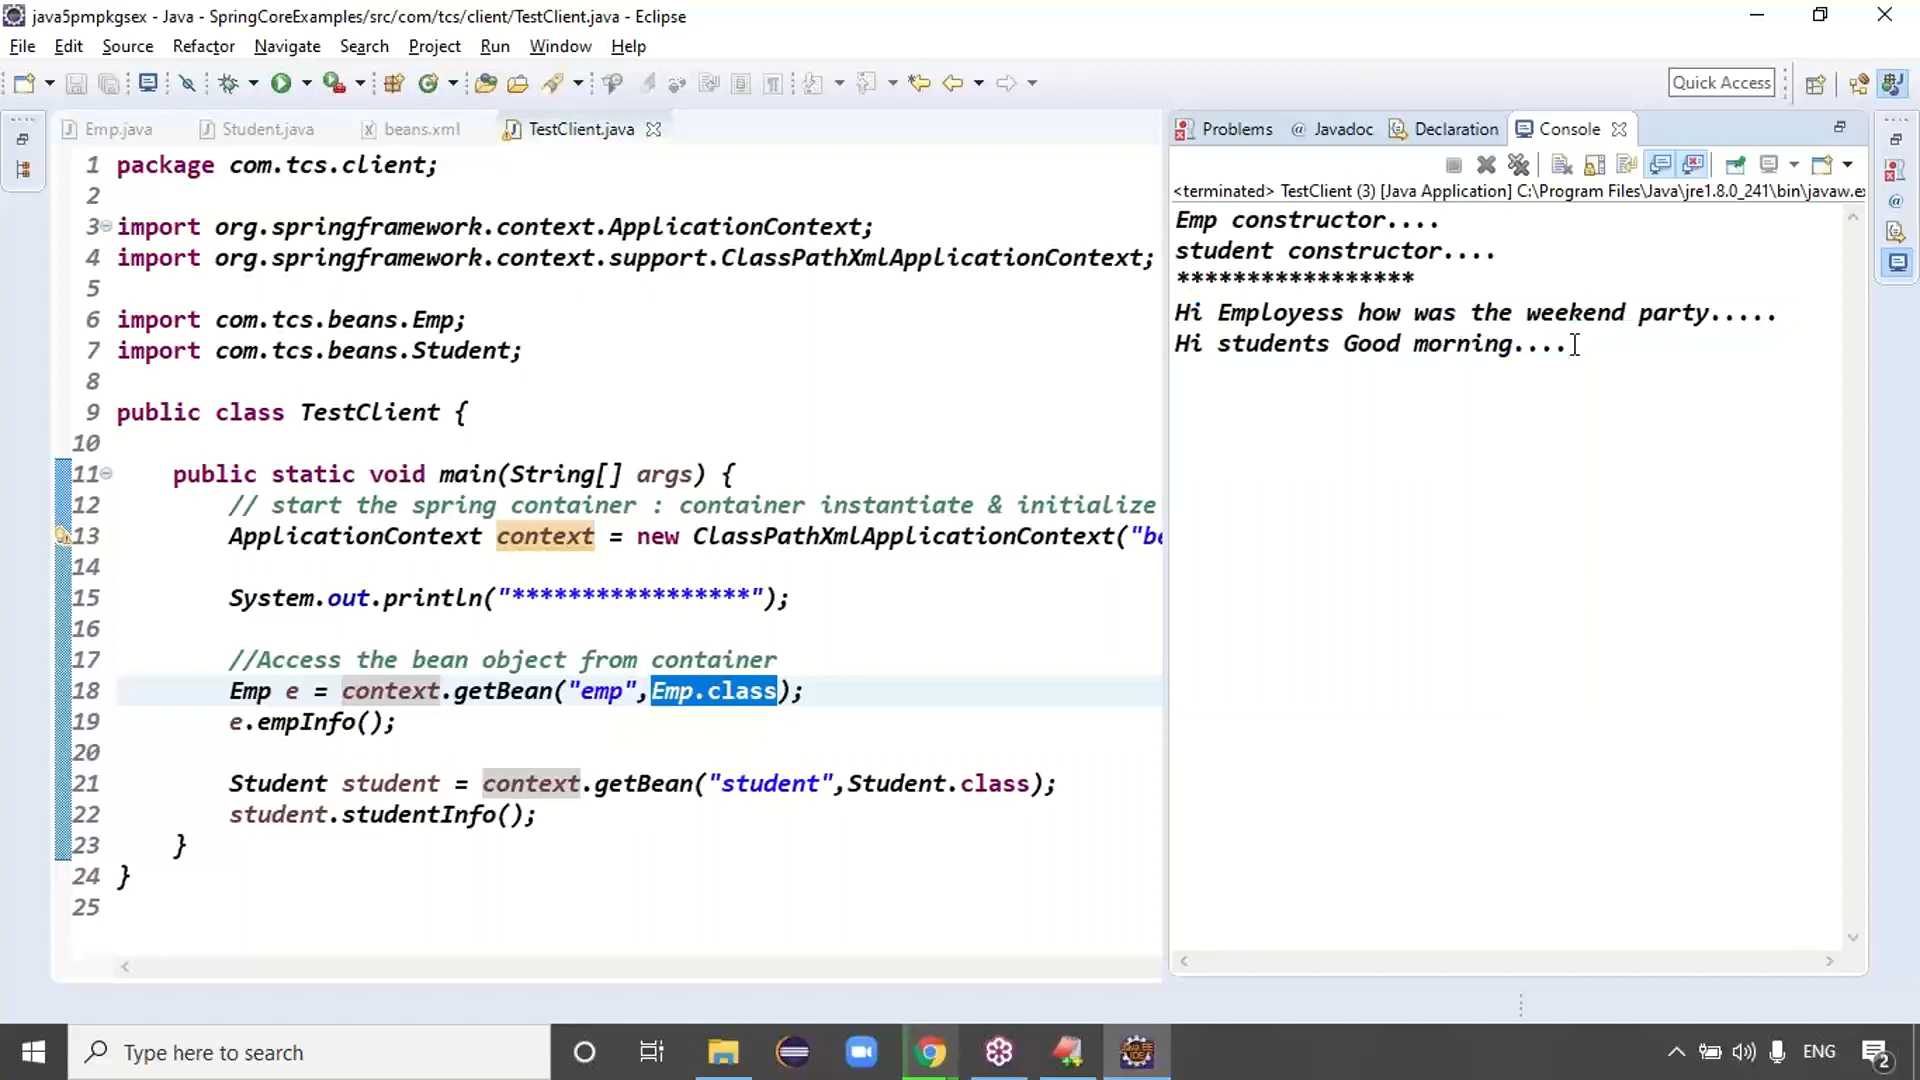 java5pmpkgsex - Java - SpringCoreExamples/src/com/tcs/client/TestClient.java - Eclipse
File Edit Source Refactor Navigate Search Project Run Window Help
Quick Access
Emp.java Student.java beans.xml TestClient.java
1 package com.tcs.client;
2
3 import org.springframework.context.ApplicationContext;
4 import org.springframework.context.support.ClassPathXmlApplicationContext;
5
6 import com.tcs.beans.Emp;
7 import com.tcs.beans.Student;
8
9 public class TestClient {
10
11 public static void main(String[] args) {
12 // start the spring container : container instantiate & initialize
13 ApplicationContext context = new ClassPathXmlApplicationContext("be
14
15 System.out.println("*****************");
16
17 //Access the bean object from container
18 Emp e = context.getBean("emp",Emp.class);
19 e.empInfo();
20
21 Student student = context.getBean("student",Student.class);
22 student.studentInfo();
23 }
24 }
25
Problems @ Javadoc Declaration Console
<terminated> TestClient (3) [Java Application] C:\Program Files\Java\jre1.8.0_241\bin\javaw.ex
Emp constructor....
student constructor....
*****************
Hi Employess how was the weekend party.....
Hi students Good morning....
Type here to search
ENG
2